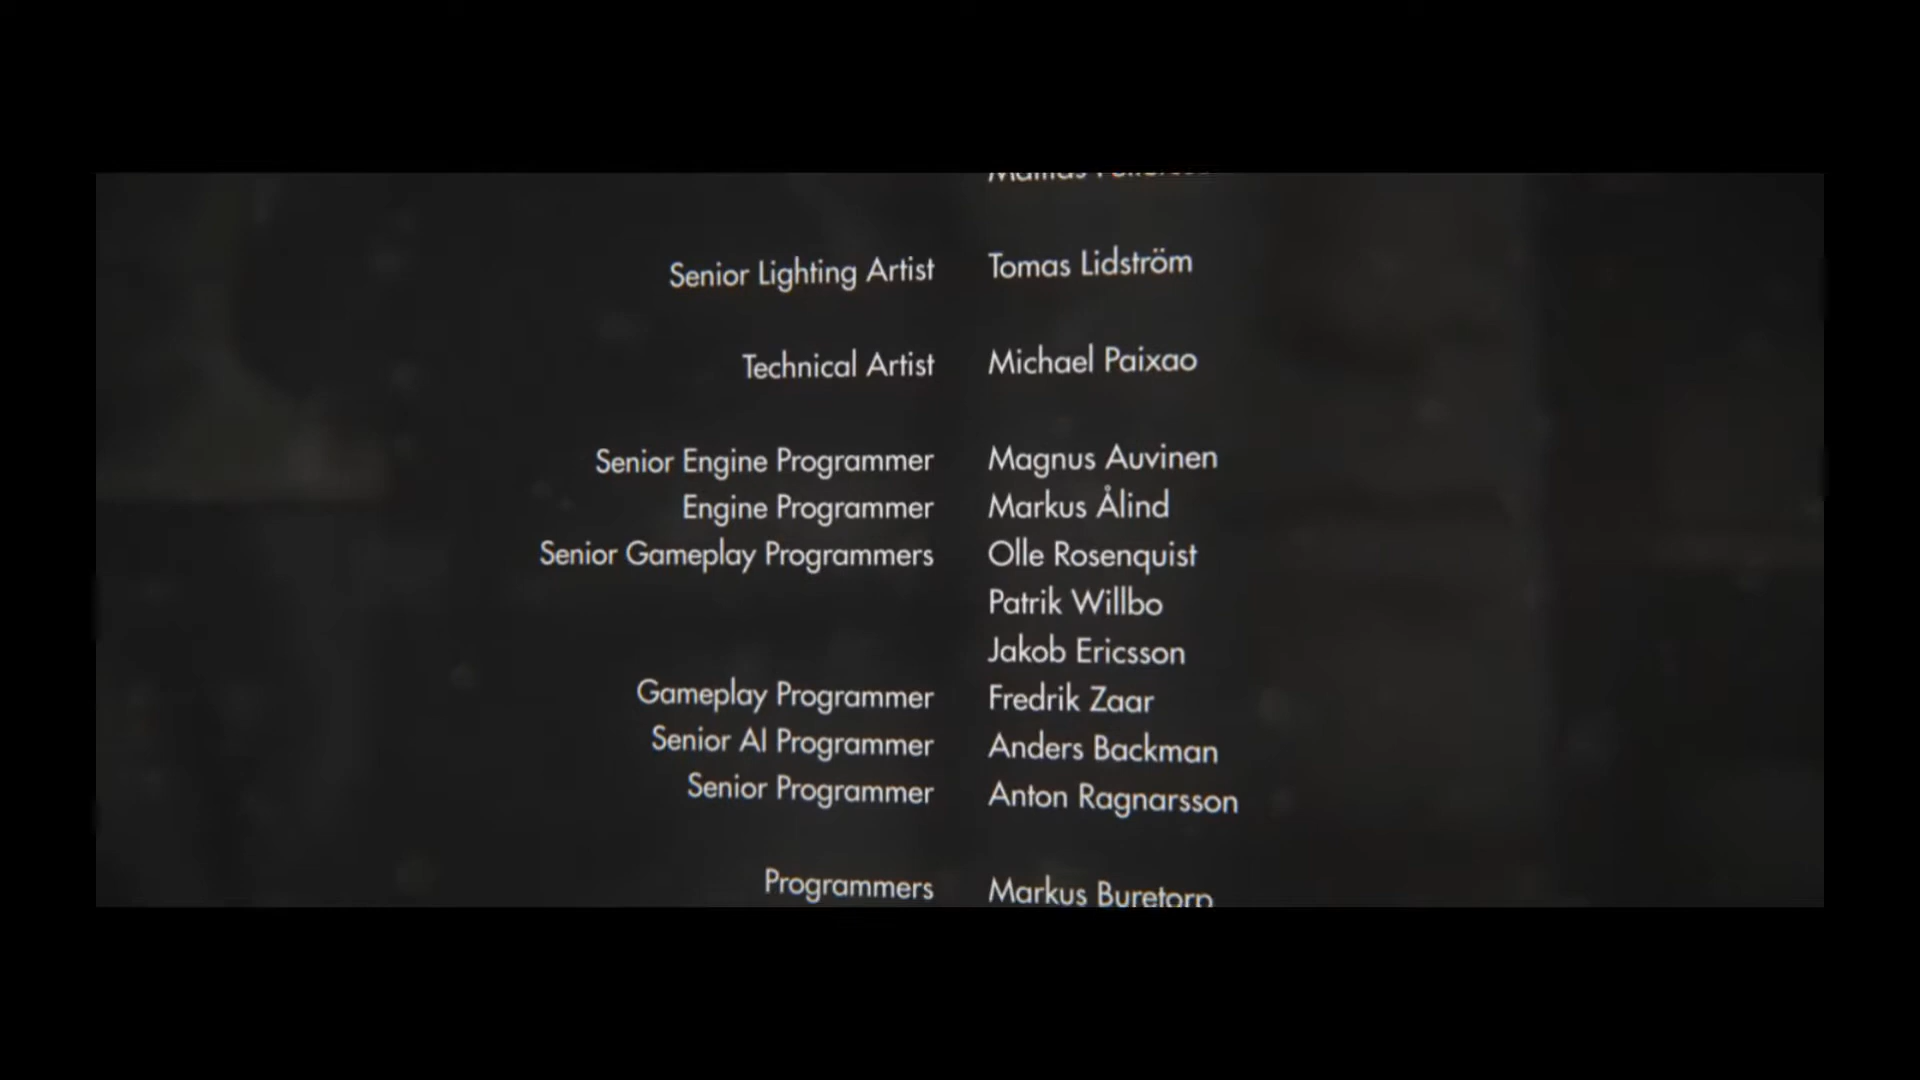 Senior Lighting Artist Tomas Lidström
Technical Artist Michael Paixao
Senior Engine Programmer Magnus Auvinen
Engine Programmer Markus Ålind
Senior Gameplay Programmers Olle Rosenquist
Patrik Willbo
Jakob Ericsson
Gameplay Programmer Fredrik Zaar
Senior AI Programmer Anders Backman
Senior Programmer Anton Ragnarsson
Programmers Markus Buretorp